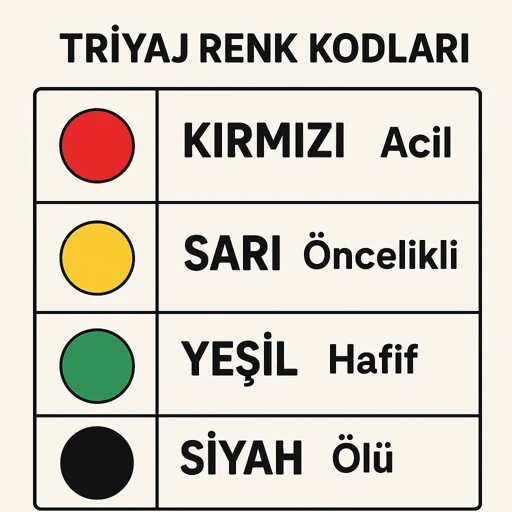 TRİYAJ RENK KODLARI
KIRMIZI Acil
SARI Öncelikli
YEŞİL Hafif
SİYAH Ölü